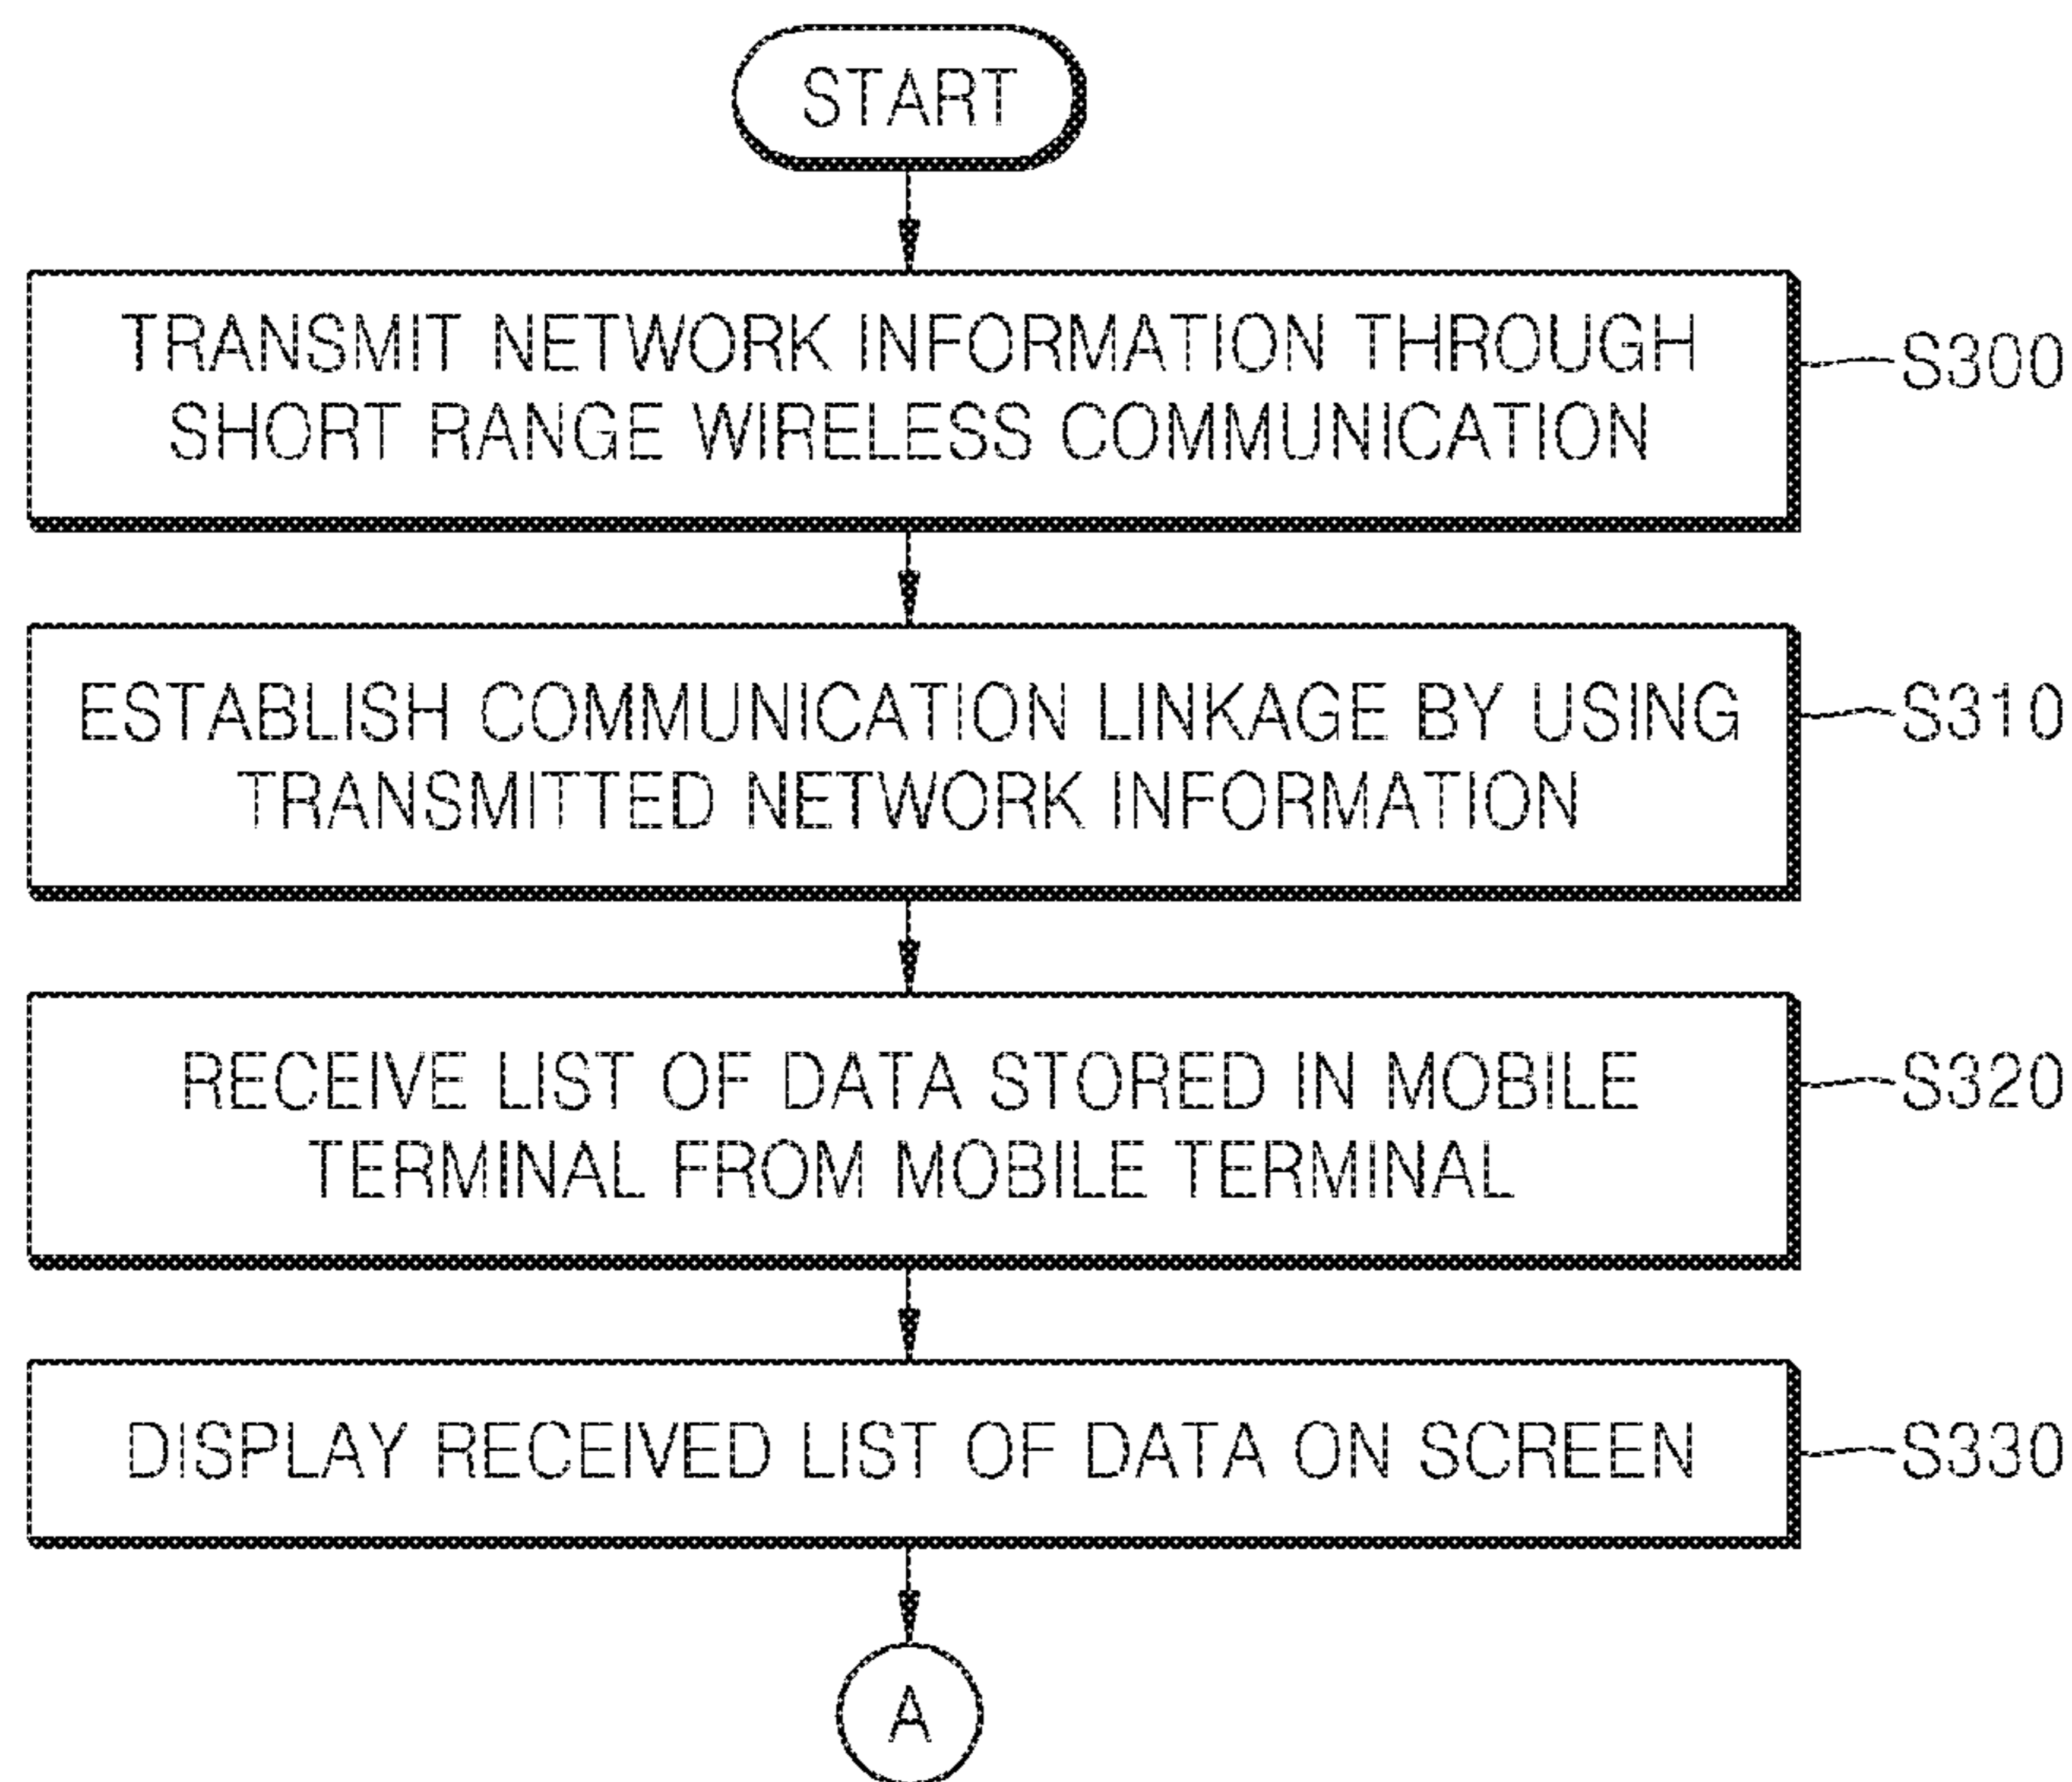 START
TRANSMIT NETWORK INFORMATION THROUGH
SHORT RANGE WIRELESS COMMUNICATION
S300
ESTABLISH COMMUNICATION LINKAGE BY USING
TRANSMITTED NETWORK INFORMATION
S310
RECEIVE LIST OF DATA STORED IN MOBILE
TERMINAL FROM MOBILE TERMINAL
S320
DISPLAY RECEIVED LIST OF DATA ON SCREEN
S330
A